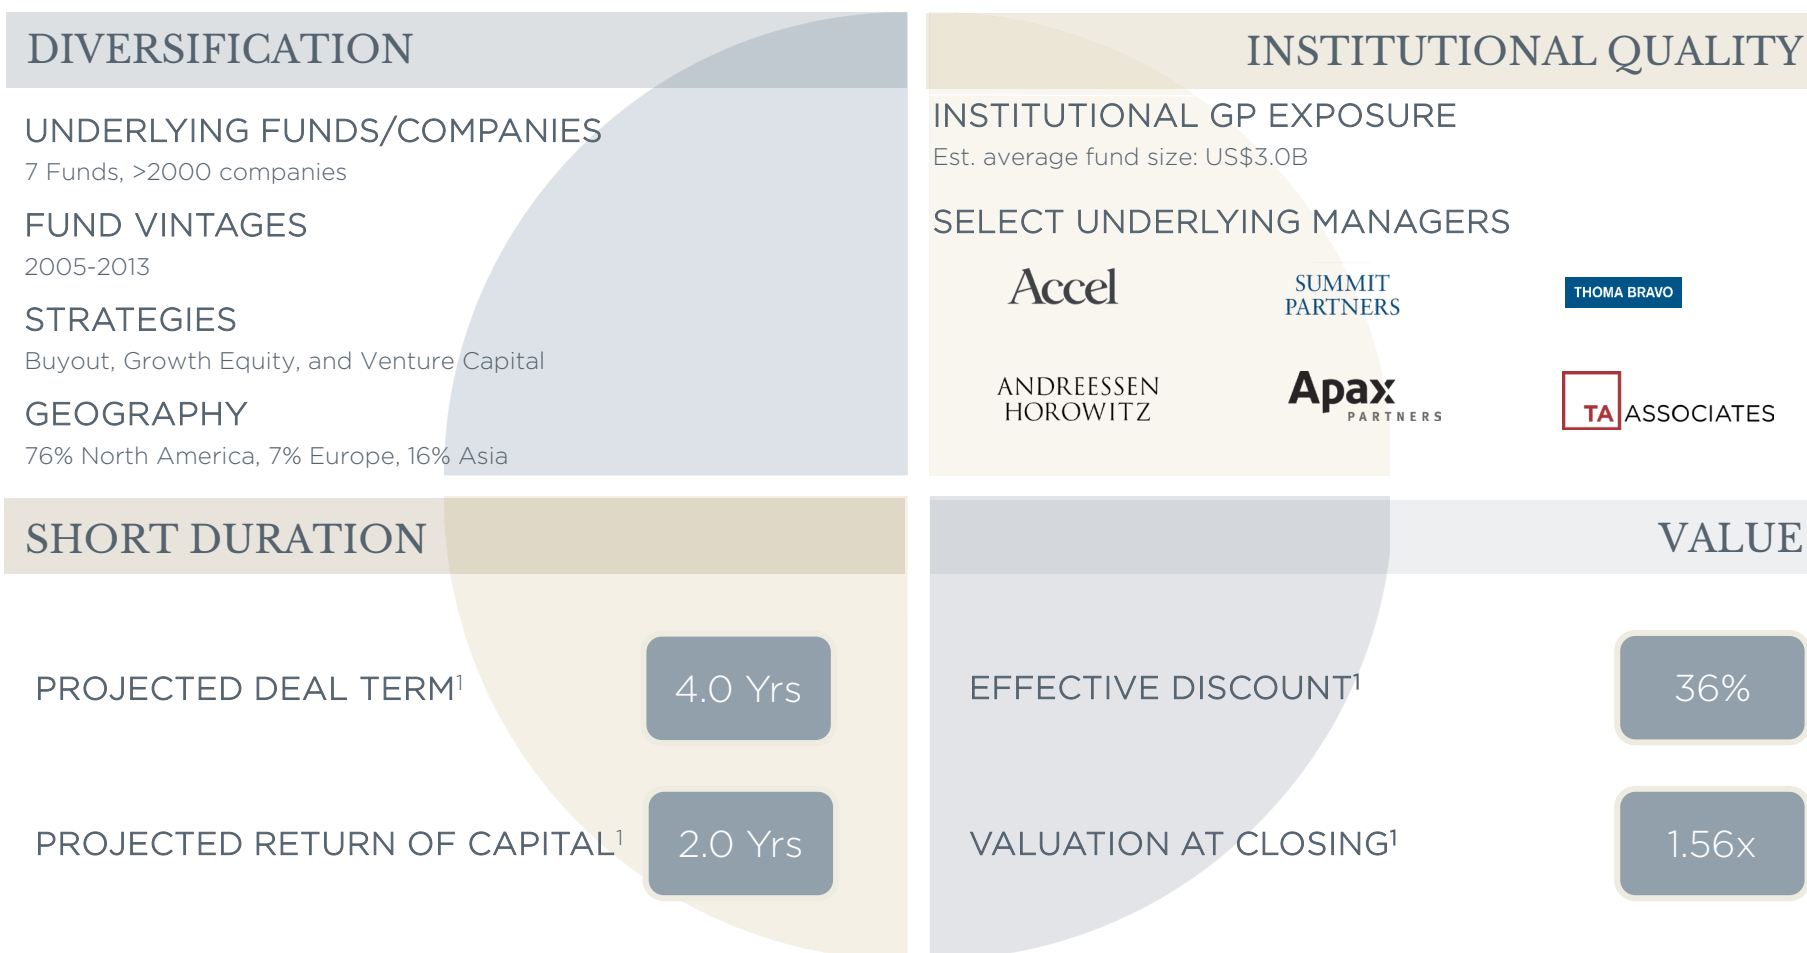 DIVERSIFICATION
UNDERLYING FUNDS/COMPANIES
7 Funds, >2000 companies
FUND VINTAGES
2005-2013
STRATEGIES
Buyout, Growth Equity, and Venture Capital
GEOGRAPHY
76% North America, 7% Europe, 16% Asia
INSTITUTIONAL QUALITY
INSTITUTIONAL GP EXPOSURE
Est. average fund size: US$3.0B
SELECT UNDERLYING MANAGERS
Accel
SUMMIT
PARTNERS
THOMA BRAVO
ANDREESSEN
HOROWITZ
Apax
PARTNERS
TA ASSOCIATES
SHORT DURATION
PROJECTED DEAL TERM¹ 4.0 Yrs
PROJECTED RETURN OF CAPITAL¹ 2.0 Yrs
VALUE
EFFECTIVE DISCOUNT¹ 36%
VALUATION AT CLOSING¹ 1.56x